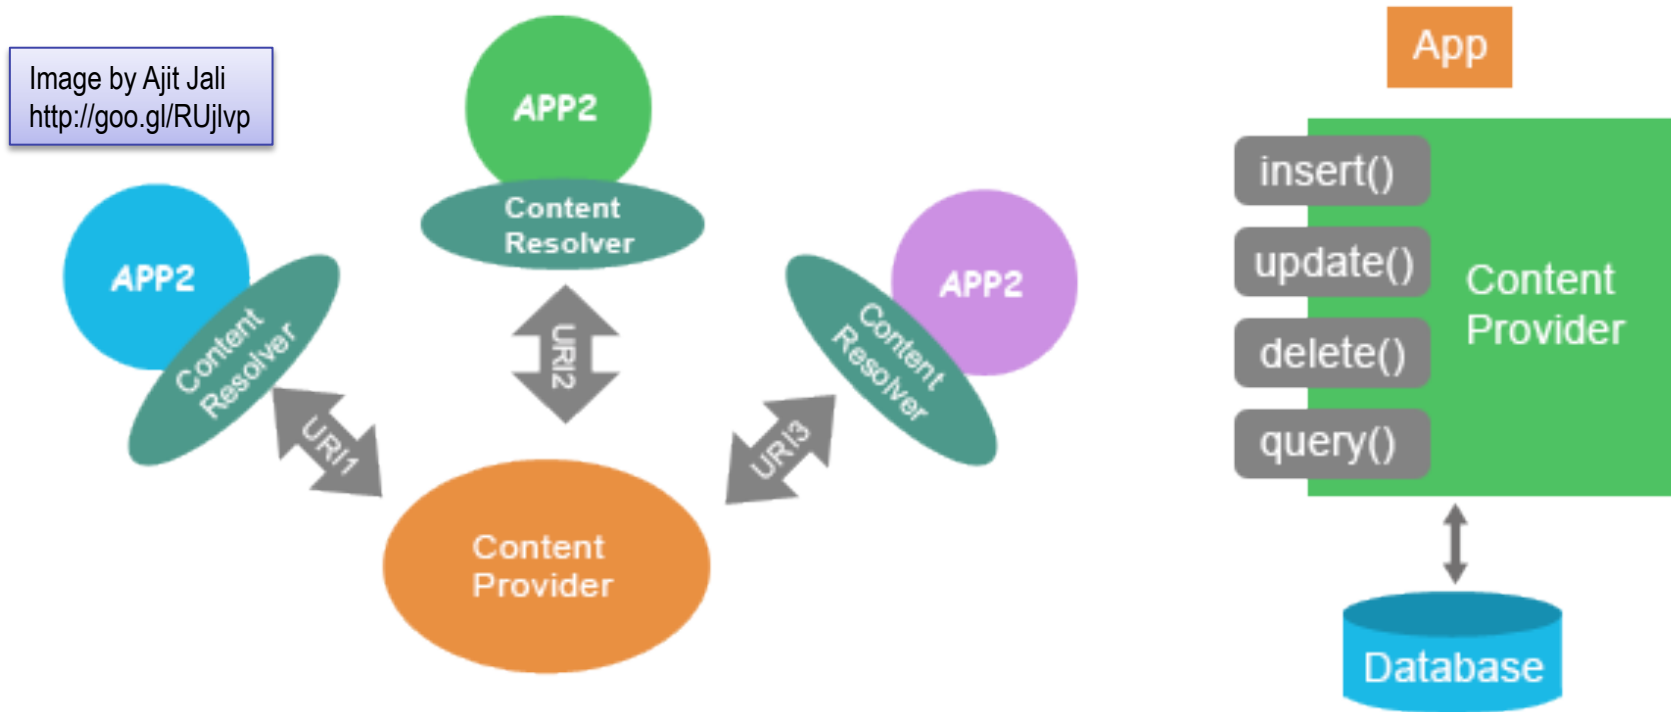 Image by Ajit Jali
http://goo.gl/RUjlvp
APP2
Content
Resolver
APP2
Content
Resolver
APP2
Content
Resolver
URI1
URI2
URI3
Content
Provider
App
insert()
update()
delete()
query()
Content
Provider
Database